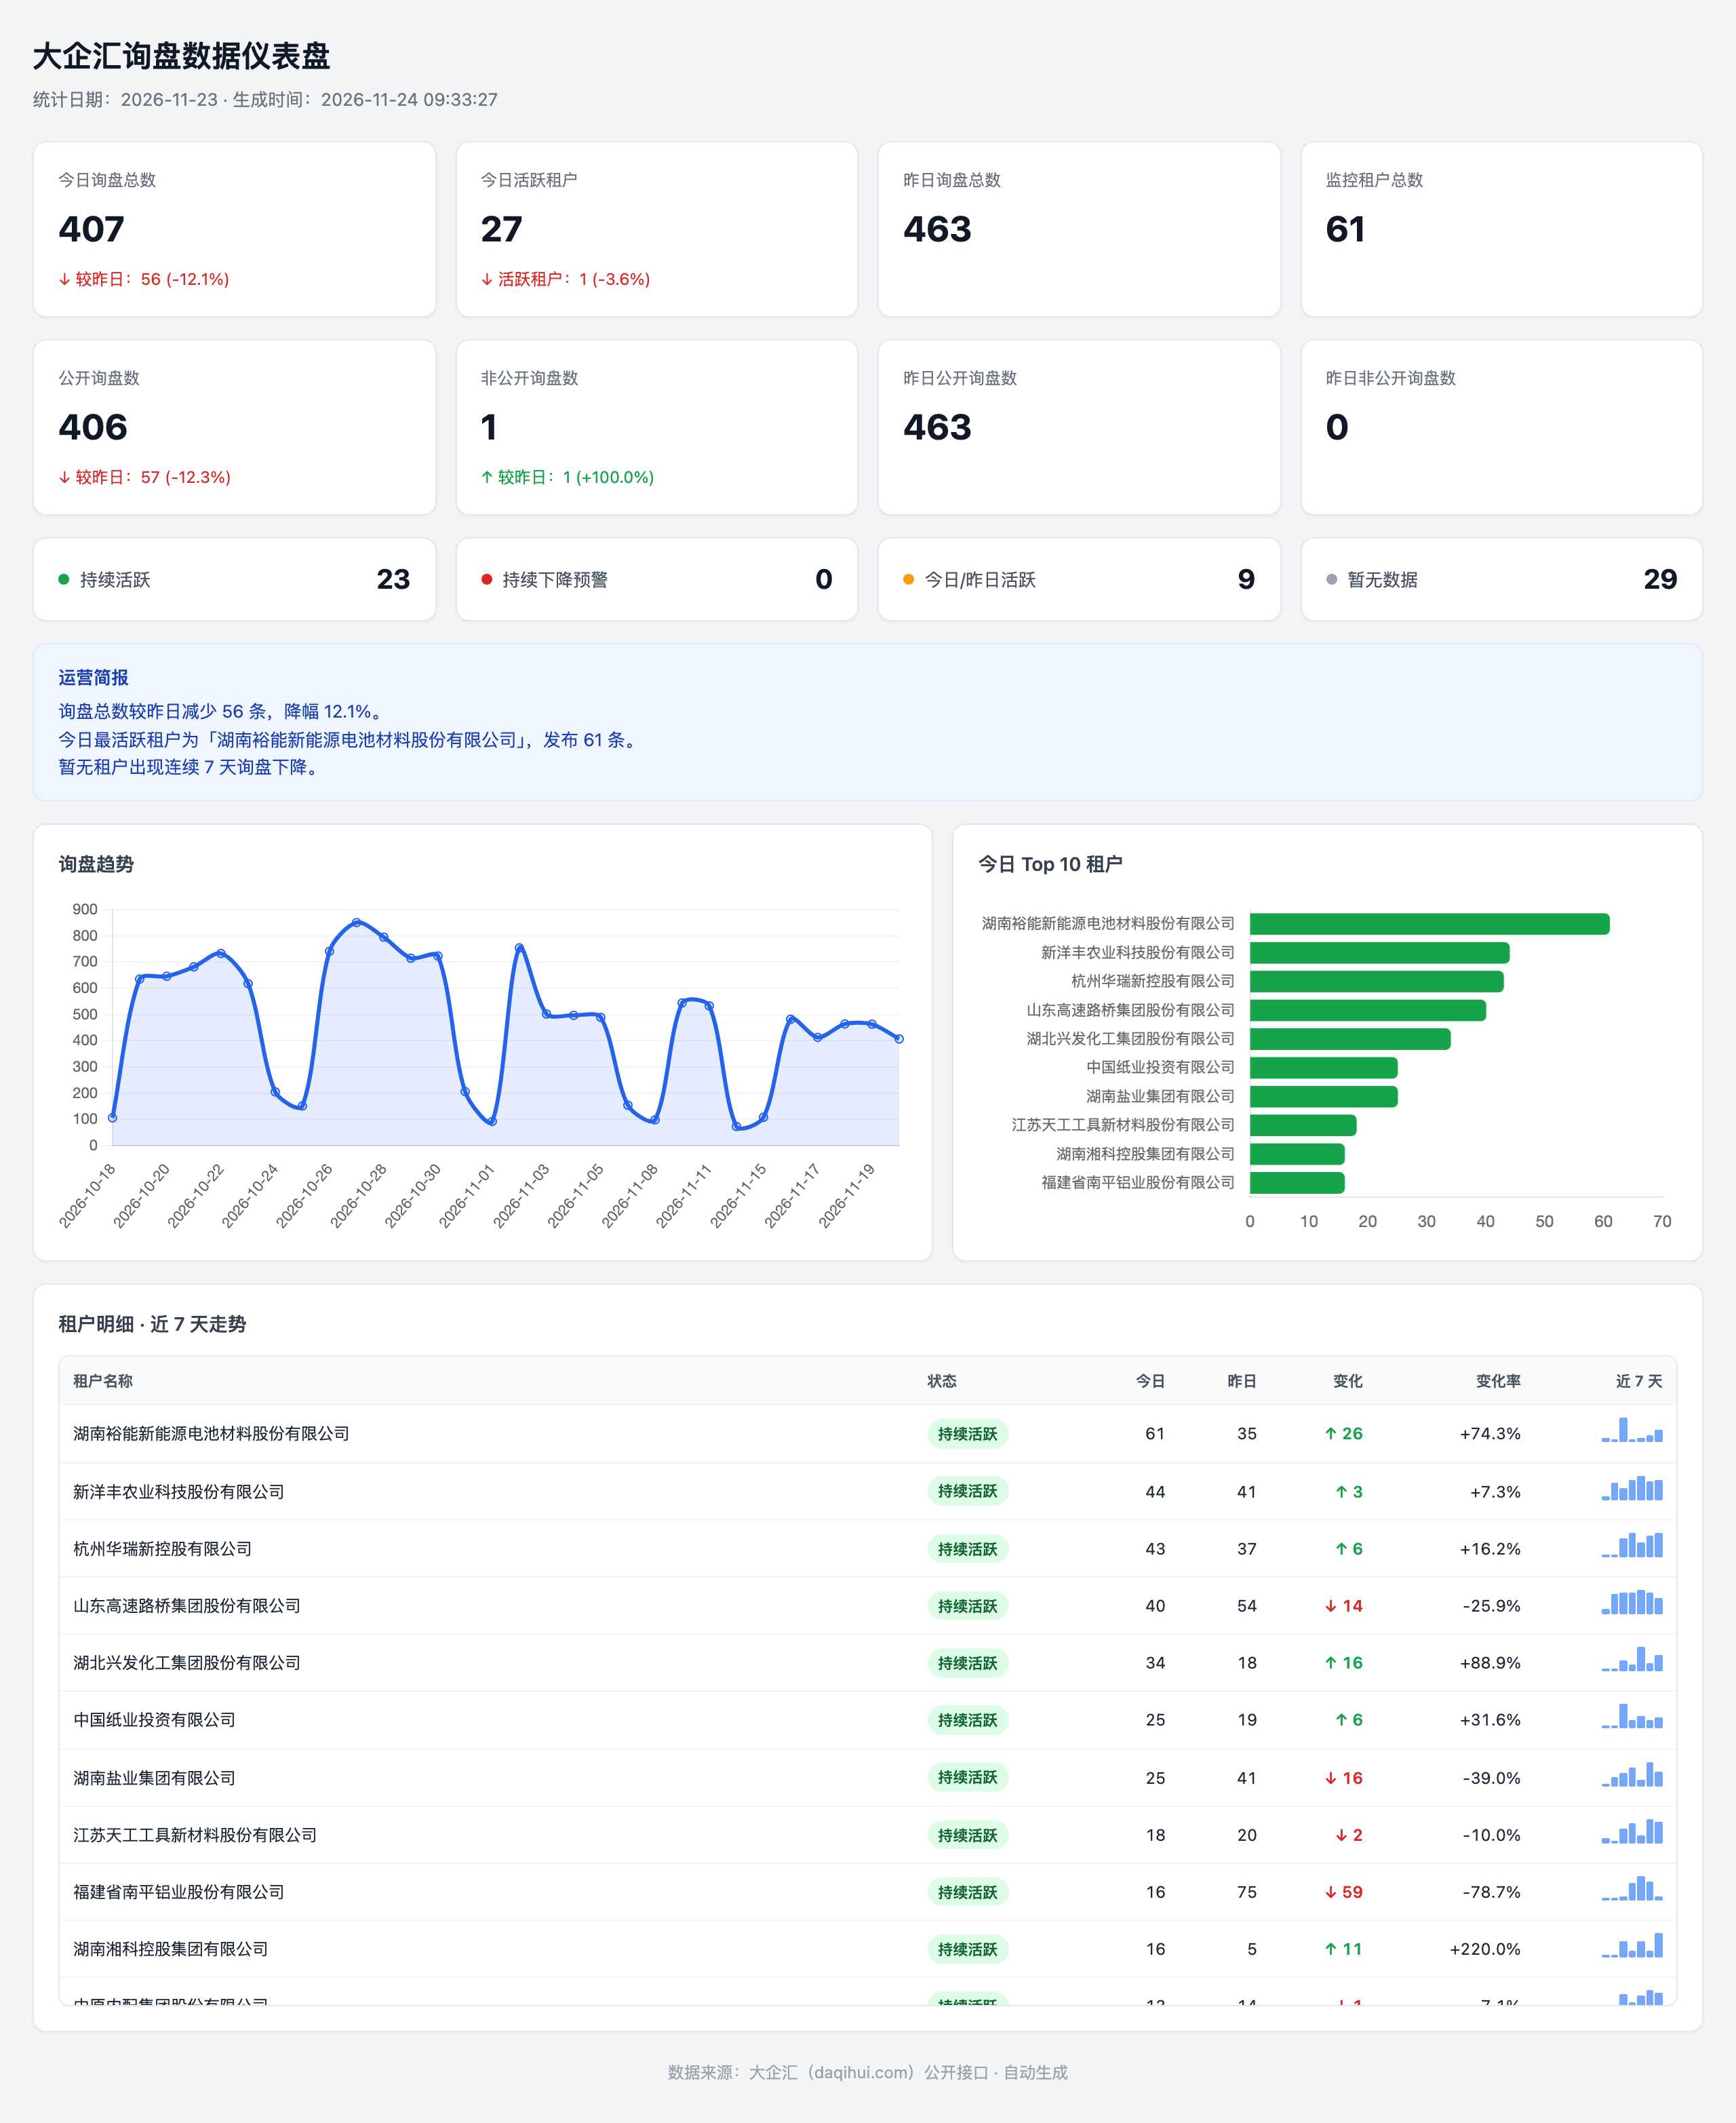 大企汇询盘数据仪表盘
统计日期：2026-11-23 · 生成时间：2026-11-24 09:33:27
今日询盘总数
407
↓ 较昨日：56 (-12.1%)
今日活跃租户
27
↓ 活跃租户：1 (-3.6%)
昨日询盘总数
463
监控租户总数
61
公开询盘数
406
↓ 较昨日：57 (-12.3%)
非公开询盘数
1
↑ 较昨日：1 (+100.0%)
昨日公开询盘数
463
昨日非公开询盘数
0
持续活跃 23
持续下降预警 0
今日/昨日活跃 9
暂无数据 29
运营简报
询盘总数较昨日减少 56 条，降幅 12.1%。
今日最活跃租户为「湖南裕能新能源电池材料股份有限公司」，发布 61 条。
暂无租户出现连续 7 天询盘下降。
询盘趋势
900
800
700
600
500
400
300
200
100
0
2026-10-18
2026-10-20
2026-10-22
2026-10-24
2026-10-26
2026-10-28
2026-10-30
2026-11-01
2026-11-03
2026-11-05
2026-11-08
2026-11-11
2026-11-15
2026-11-17
2026-11-19
今日 Top 10 租户
湖南裕能新能源电池材料股份有限公司
新洋丰农业科技股份有限公司
杭州华瑞新控股有限公司
山东高速路桥集团股份有限公司
湖北兴发化工集团股份有限公司
中国纸业投资有限公司
湖南盐业集团有限公司
江苏天工工具新材料股份有限公司
湖南湘科控股集团有限公司
福建省南平铝业股份有限公司
0 10 20 30 40 50 60 70
租户明细 · 近 7 天走势
租户名称 状态 今日 昨日 变化 变化率 近 7 天
湖南裕能新能源电池材料股份有限公司 持续活跃 61 35 ↑ 26 +74.3%
新洋丰农业科技股份有限公司 持续活跃 44 41 ↑ 3 +7.3%
杭州华瑞新控股有限公司 持续活跃 43 37 ↑ 6 +16.2%
山东高速路桥集团股份有限公司 持续活跃 40 54 ↓ 14 -25.9%
湖北兴发化工集团股份有限公司 持续活跃 34 18 ↑ 16 +88.9%
中国纸业投资有限公司 持续活跃 25 19 ↑ 6 +31.6%
湖南盐业集团有限公司 持续活跃 25 41 ↓ 16 -39.0%
江苏天工工具新材料股份有限公司 持续活跃 18 20 ↓ 2 -10.0%
福建省南平铝业股份有限公司 持续活跃 16 75 ↓ 59 -78.7%
湖南湘科控股集团有限公司 持续活跃 16 5 ↑ 11 +220.0%
数据来源：大企汇（daqihui.com）公开接口 · 自动生成